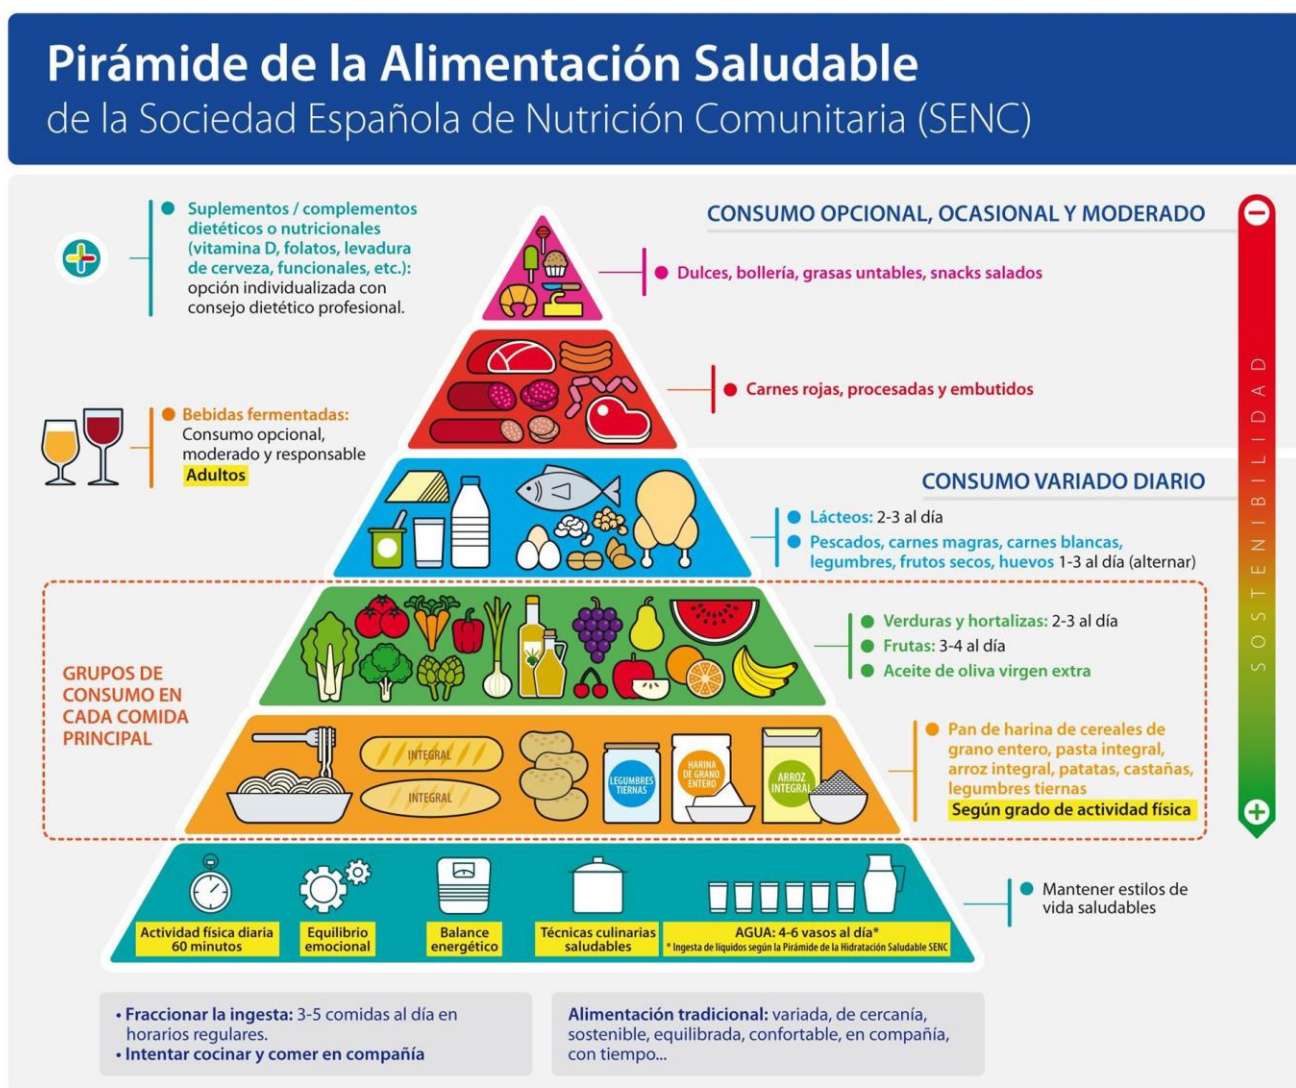 Pirámide de la Alimentación Saludable
de la Sociedad Española de Nutrición Comunitaria (SENC)
Suplementos / complementos
dietéticos o nutricionales
(vitamina D, folatos, levadura
de cerveza, funcionales, etc.):
opción individualizada con
consejo dietético profesional.
CONSUMO OPCIONAL, OCASIONAL Y MODERADO
Dulces, bollería, grasas untables, snacks salados
Carnes rojas, procesadas y embutidos
Bebidas fermentadas:
Consumo opcional,
moderado y responsable
Adultos
CONSUMO VARIADO DIARIO
Lácteos: 2-3 al día
Pescados, carnes magras, carnes blancas,
legumbres, frutos secos, huevos 1-3 al día (alternar)
SOSTENIBILIDAD
GRUPOS DE
CONSUMO EN
CADA COMIDA
PRINCIPAL
Verduras y hortalizas: 2-3 al día
Frutas: 3-4 al día
Aceite de oliva virgen extra
INTEGRAL
INTEGRAL
LEGUMBRES
TIERNAS
HARINA
DE GRANO
ENTERO
ARROZ
INTEGRAL
Pan de harina de cereales de
grano entero, pasta integral,
arroz integral, patatas, castañas,
legumbres tiernas
Según grado de actividad física
Actividad física diaria
60 minutos
Equilibrio
emocional
Balance
energético
Técnicas culinarias
saludables
AGUA: 4-6 vasos al día*
* Ingesta de líquidos según la Pirámide de la Hidratación Saludable SENC
Mantener estilos de
vida saludables
• Fraccionar la ingesta: 3-5 comidas al día en
horarios regulares.
• Intentar cocinar y comer en compañía
Alimentación tradicional: variada, de cercanía,
sostenible, equilibrada, confortable, en compañía,
con tiempo...